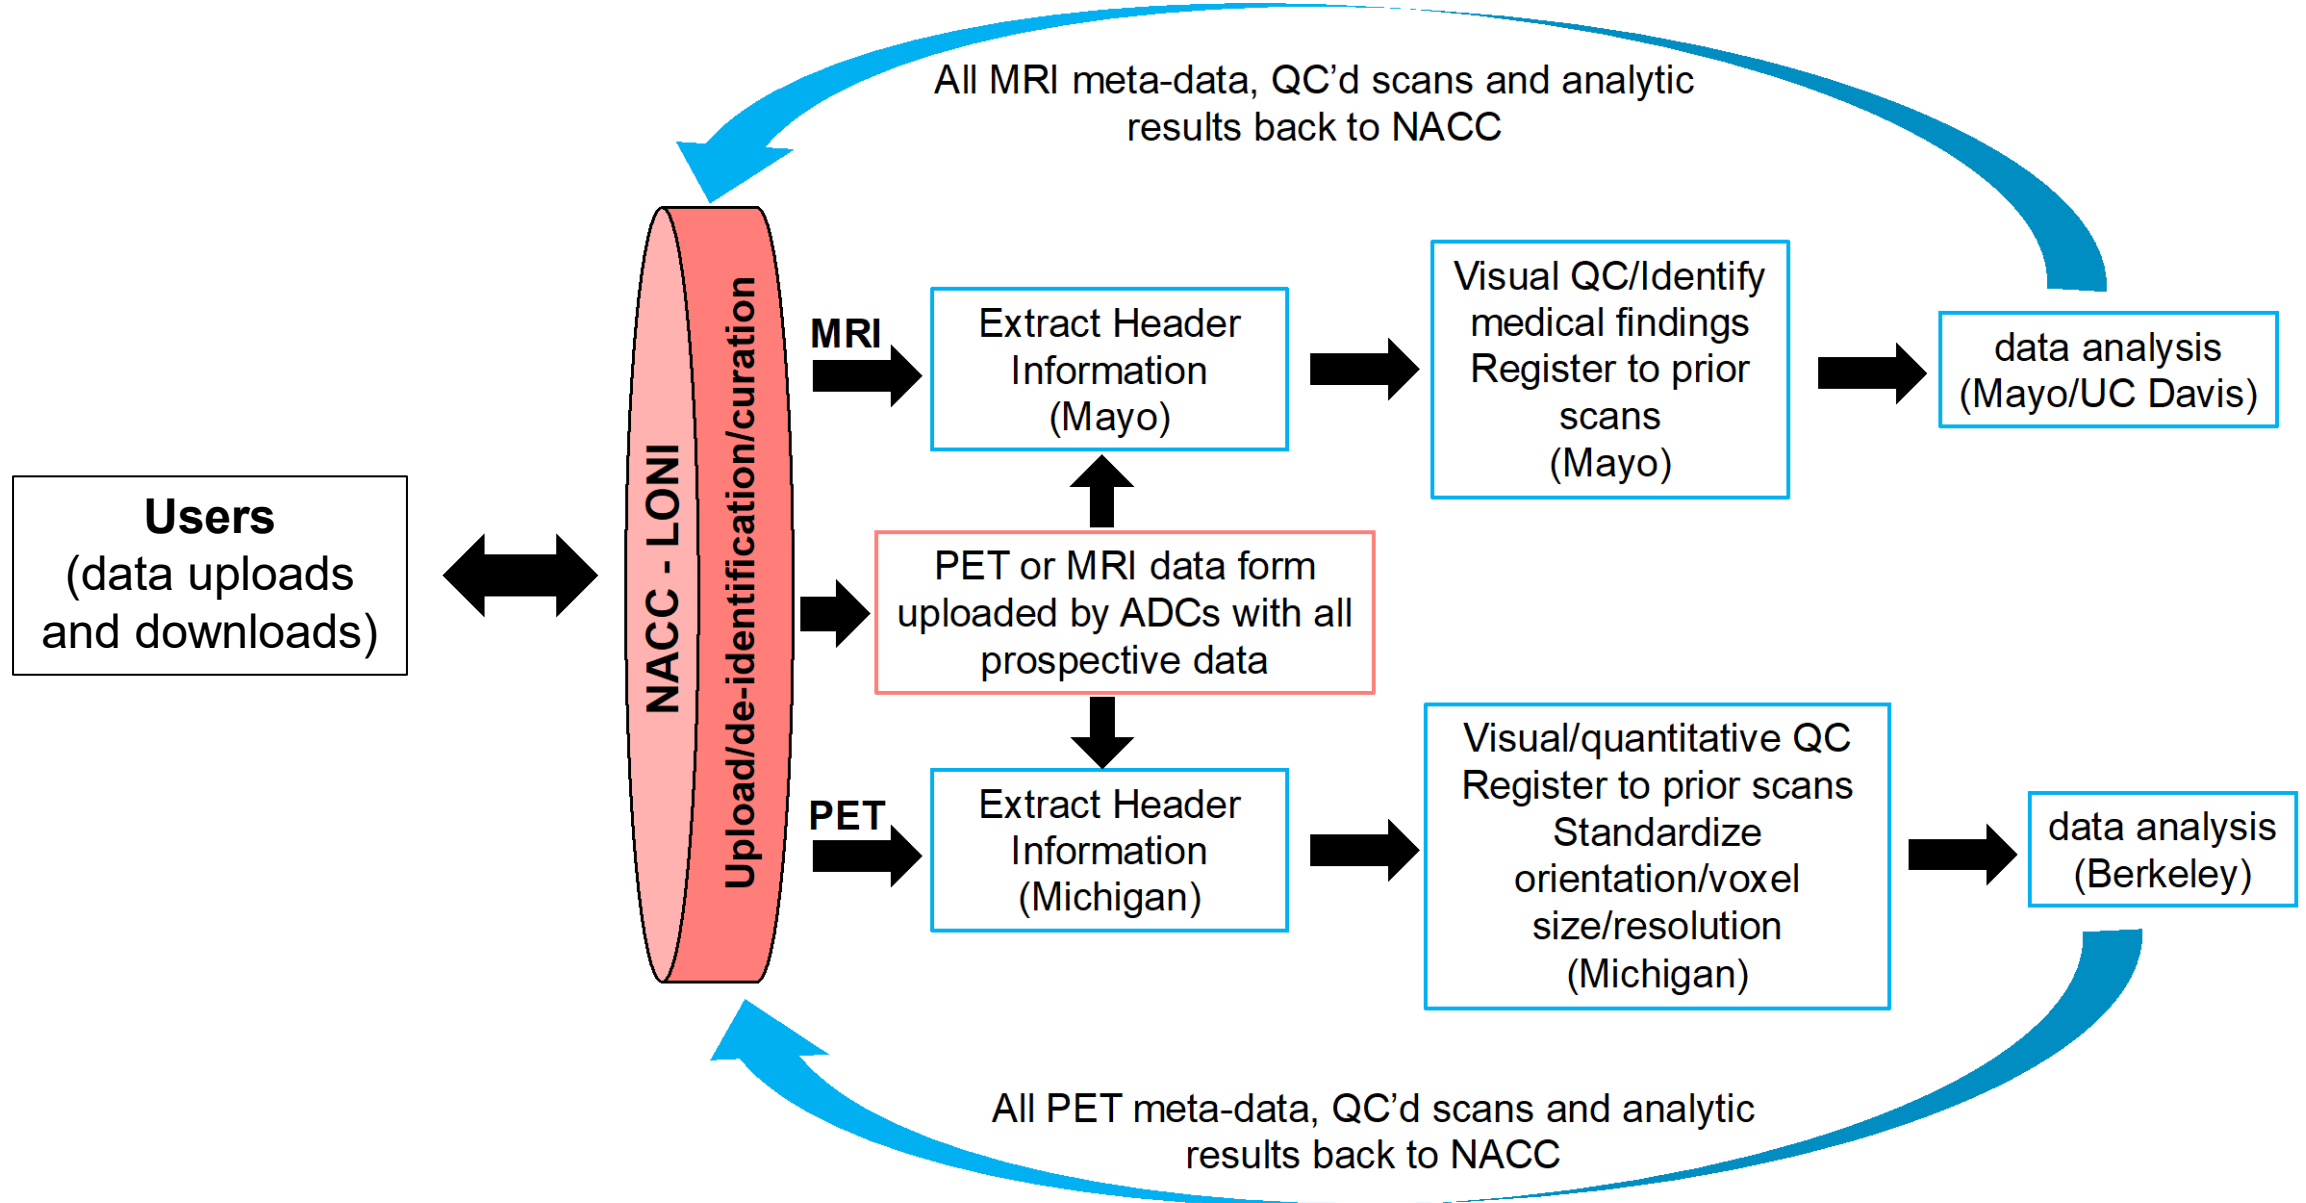 All MRI meta-data, QC’d scans and analytic
results back to NACC
Users
(data uploads
and downloads)
NACC - LONI
Upload/de-identification/curation
MRI
Extract Header
Information
(Mayo)
Visual QC/Identify
medical findings
Register to prior
scans
(Mayo)
data analysis
(Mayo/UC Davis)
PET or MRI data form
uploaded by ADCs with all
prospective data
PET
Extract Header
Information
(Michigan)
Visual/quantitative QC
Register to prior scans
Standardize
orientation/voxel
size/resolution
(Michigan)
data analysis
(Berkeley)
All PET meta-data, QC’d scans and analytic
results back to NACC